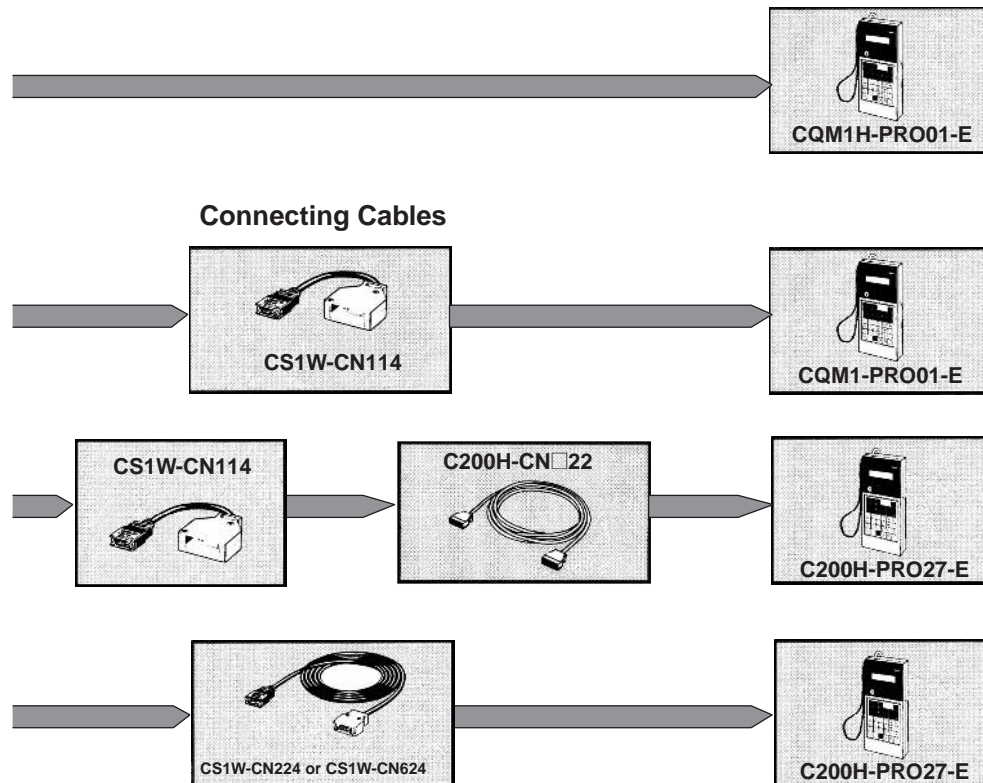 CQM1H-PRO01-E
Connecting Cables
CS1W-CN114
CQM1-PRO01-E
CS1W-CN114
C200H-CN□22
C200H-PRO27-E
CS1W-CN224 or CS1W-CN624
C200H-PRO27-E